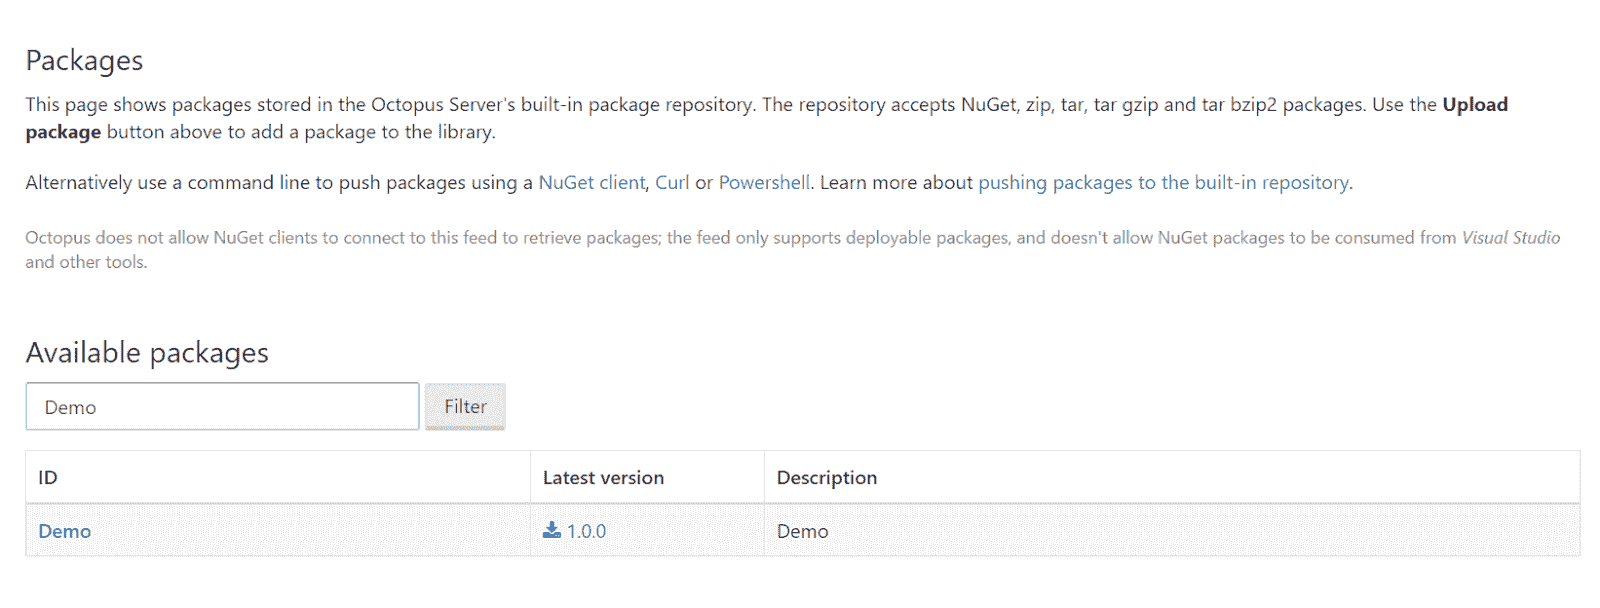 Packages
This page shows packages stored in the Octopus Server's built-in package repository. The repository accepts NuGet, zip, tar, tar gzip and tar bzip2 packages. Use the Upload
package button above to add a package to the library.
Alternatively use a command line to push packages using a NuGet client, Curl or Powershell. Learn more about pushing packages to the built-in repository.
Octopus does not allow NuGet clients to connect to this feed to retrieve packages; the feed only supports deployable packages, and doesn't allow NuGet packages to be consumed from Visual Studio
and other tools.
Available packages
Demo Filter
ID Latest version Description
Demo 1.0.0 Demo